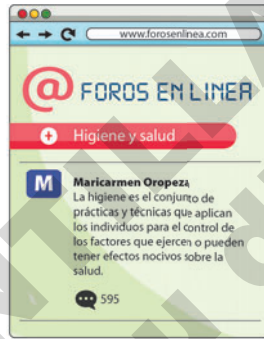 www.forosenlinea.com
@ FOROS EN LINEA
Higiene y salud
M Maricarmen Oropeza
La higiene es el conjunto de
prácticas y técnicas que aplican
los individuos para el control de
los factores que ejercen o pueden
tener efectos nocivos sobre la
salud.
595